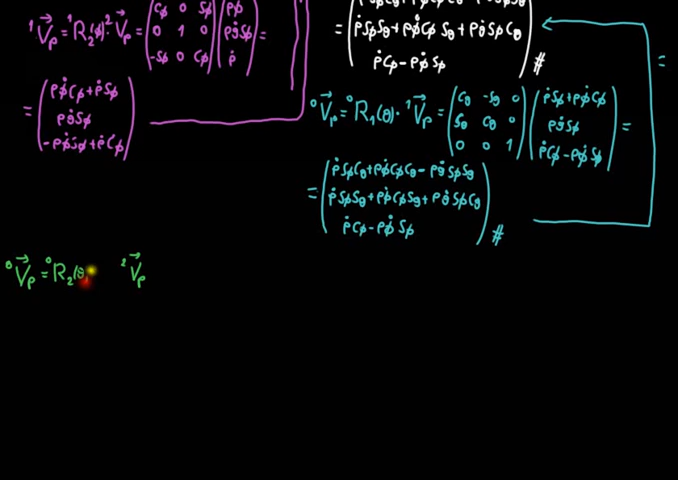 ¹V⃗ₚ = ¹R₂(ϕ)·²V⃗ₚ = (Cϕ 0 Sϕ; 0 1 0; -Sϕ 0 Cϕ) (ρϕ̇; ρθ̇Sϕ; ρ̇) =
= (ρϕ̇Cϕ + ρ̇Sϕ; ρθ̇Sϕ; -ρϕ̇Sϕ + ρ̇Cϕ)
⁰V⃗ₚ = ⁰R₂(θ ²V⃗ₚ
= ( ρ̇SϕSθ + ρϕ̇CϕSθ + ρθ̇SϕCθ; ρ̇Cϕ - ρϕ̇Sϕ) #
⁰V⃗ₚ = ⁰R₁(θ)·¹V⃗ₚ = (Cθ -Sθ 0; Sθ Cθ 0; 0 0 1) (ρ̇Sϕ + ρϕ̇Cϕ; ρθ̇Sϕ; ρ̇Cϕ - ρϕ̇Sϕ) =
= (ρ̇SϕCθ + ρϕ̇CϕCθ - ρθ̇SϕSθ; ρ̇SϕSθ + ρϕ̇CϕSθ + ρθ̇SϕCθ; ρ̇Cϕ - ρϕ̇Sϕ) #
=